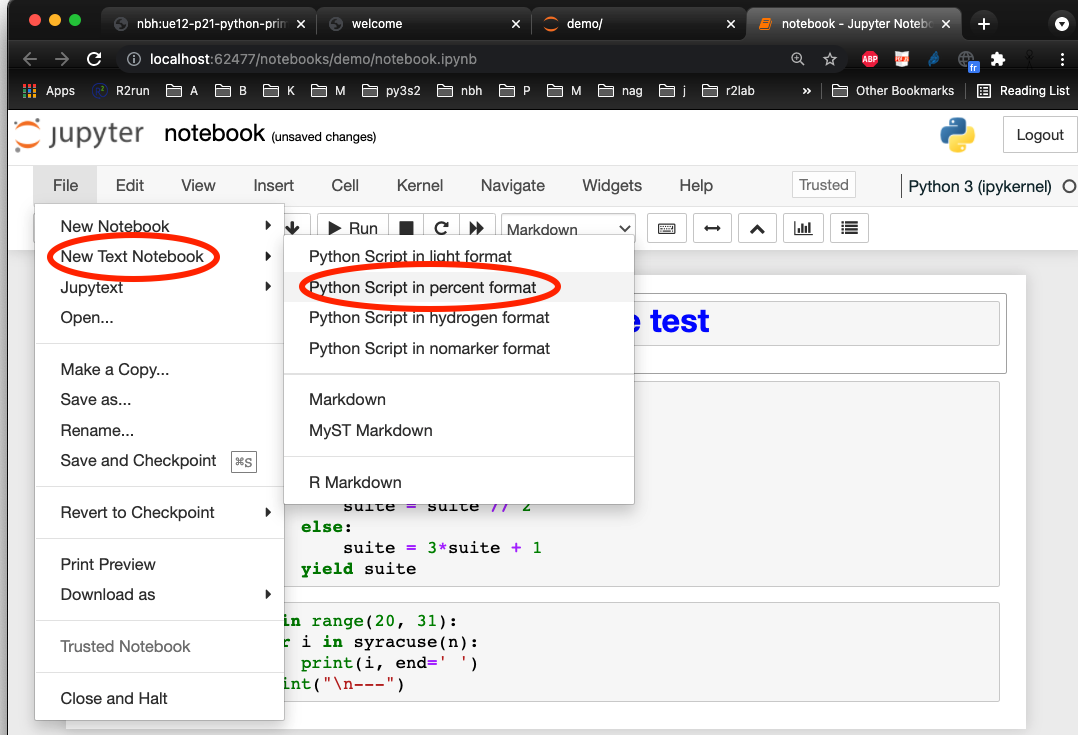 nbh:ue12-p21-python-prin
welcome
demo/
notebook - Jupyter Noteb
localhost:62477/notebooks/demo/notebook.ipynb
ABP
fr
Apps R2run A B K M py3s2 nbh P M nag j r2lab » Other Bookmarks Reading List
jupyter notebook (unsaved changes) Logout
File Edit View Insert Cell Kernel Navigate Widgets Help Trusted Python 3 (ipykernel)
Run Markdown
New Notebook
New Text Notebook
Jupytext
Open...
Make a Copy...
Save as...
Rename...
Save and Checkpoint ⌘S
Revert to Checkpoint
Print Preview
Download as
Trusted Notebook
Close and Halt
Python Script in light format
Python Script in percent format
Python Script in hydrogen format
Python Script in nomarker format
Markdown
MyST Markdown
R Markdown
e test
suite = suite // 2
else:
suite = 3*suite + 1
yield suite
in range(20, 31):
r i in syracuse(n):
print(i, end=' ')
int("\n---")